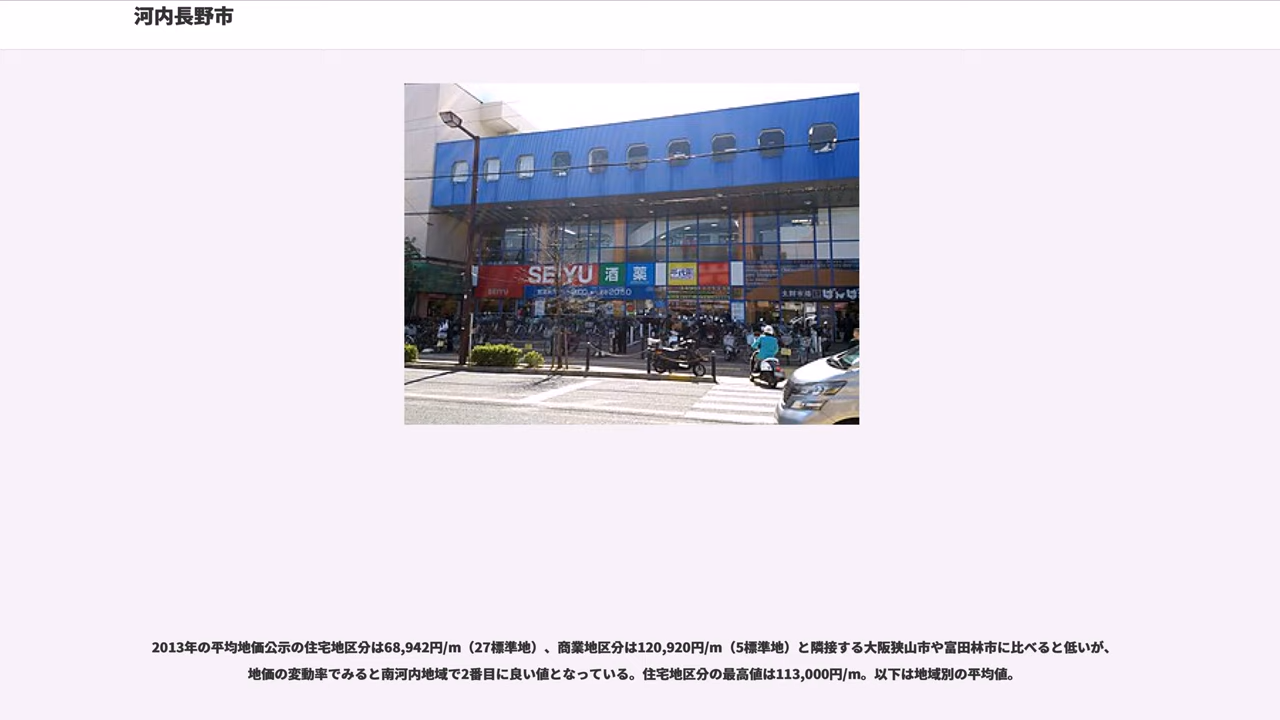 河内長野市
SEIYU 酒 薬
SEIYU
2013年の平均地価公示の住宅地区分は68,942円/m（27標準地）、商業地区分は120,920円/m（5標準地）と隣接する大阪狭山市や富田林市に比べると低いが、
地価の変動率でみると南河内地域で2番目に良い値となっている。住宅地区分の最高値は113,000円/m。以下は地域別の平均値。